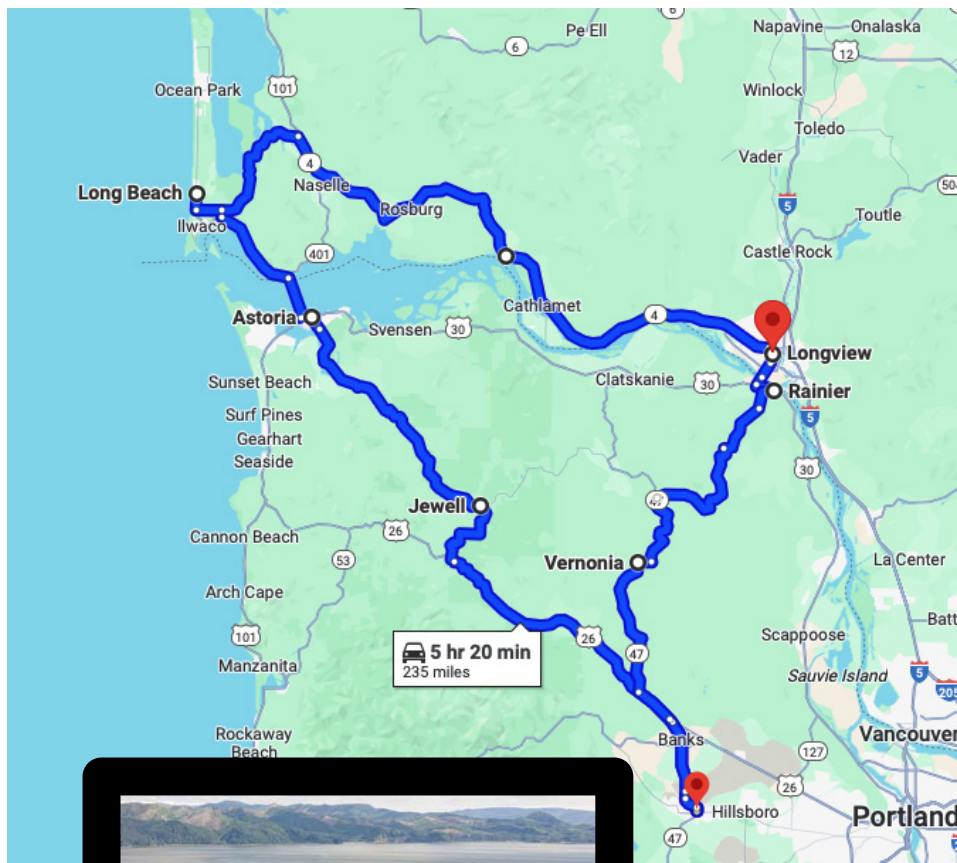 6
Pe Ell
Napavine
Onalaska
6
12
Ocean Park
101
Winlock
Toledo
4
Vader
Naselle
504
Long Beach
Rosburg
5
Toutle
Ilwaco
401
Castle Rock
Cathlamet
4
Astoria
Svensen
30
Longview
Clatskanie
30
Rainier
Sunset Beach
5
Surf Pines
Gearhart
Seaside
30
Jewell
47
26
Cannon Beach
53
Vernonia
La Center
Arch Cape
Batt
101
26
Scappoose
5 hr 20 min
235 miles
47
Manzanita
Sauvie Island
5
205
Rockaway
Beach
Banks
Vancouver
127
26
Hillsboro
Portland
47